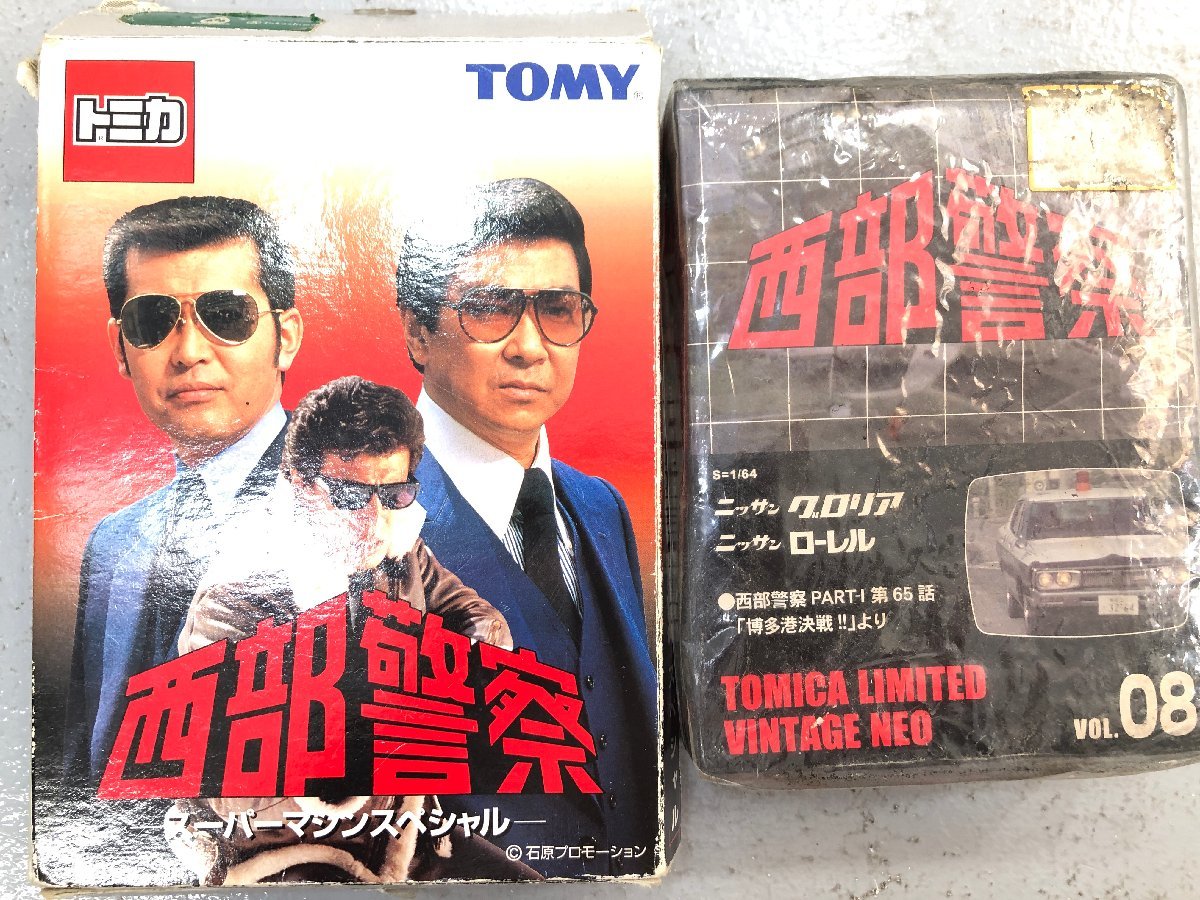 トミカ
TOMY
西部警察
スーパーマシンスペシャル
© 石原プロモーション
西部警察
S=1/64
ニッサン グロリア
ニッサン ローレル
●西部警察 PART-I 第65話
「博多港決戦!!」より
TOMICA LIMITED
VINTAGE NEO
VOL.08